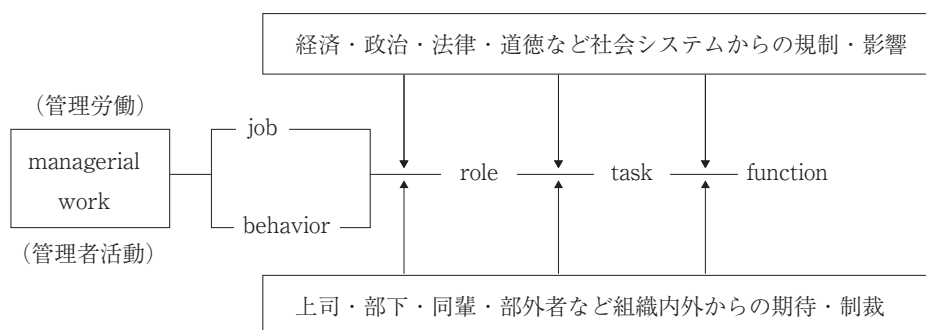 経済・政治・法律・道徳など社会システムからの規制・影響
（管理労働）
job
managerial
work
role
task
function
behavior
（管理者活動）
上司・部下・同輩・部外者など組織内外からの期待・制裁